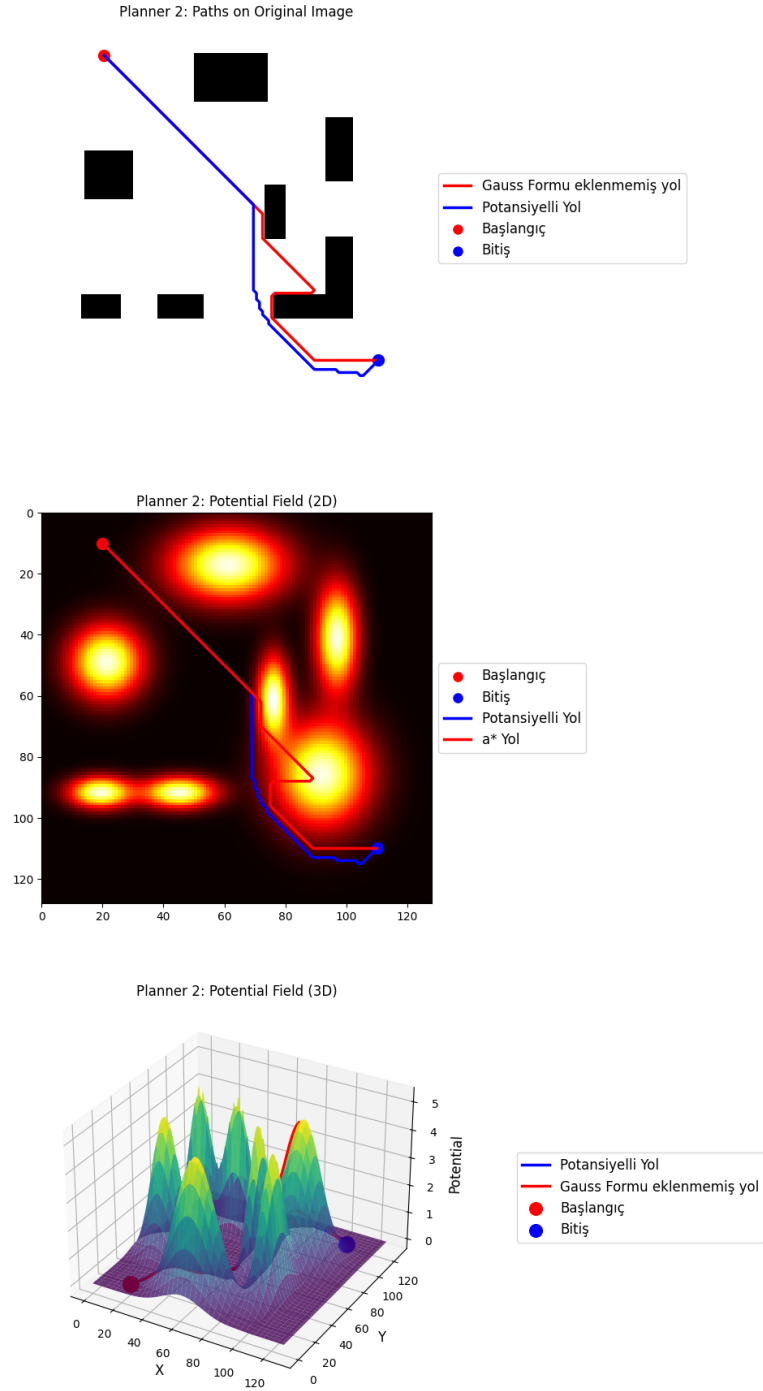 Planner 2: Paths on Original Image
Gauss Formu eklenmemiş yol
Potansiyelli Yol
Başlangıç
Bitiş
Planner 2: Potential Field (2D)
0
20
40
60
80
100
120
0 20 40 60 80 100 120
Başlangıç
Bitiş
Potansiyelli Yol
a* Yol
Planner 2: Potential Field (3D)
5
4
3
2
1
0
Potential
Potansiyelli Yol
Gauss Formu eklenmemiş yol
Başlangıç
Bitiş
0 20 40 60 80 100 120
X
0 20 40 60 80 100 120
Y